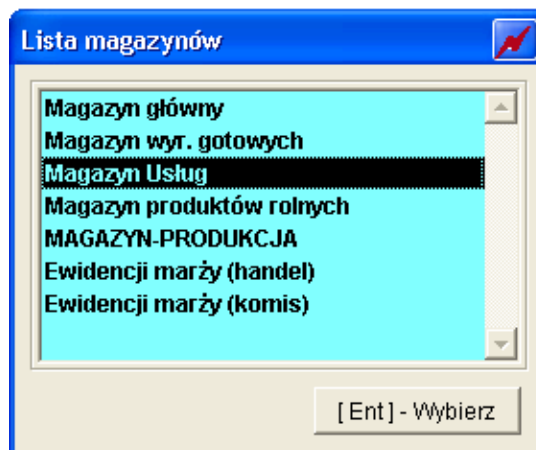 Lista magazynów
Magazyn główny
Magazyn wyr. gotowych
Magazyn Usług
Magazyn produktów rolnych
MAGAZYN-PRODUKCJA
Ewidencji marży (handel)
Ewidencji marży (komis)
[ Ent ] - Wybierz